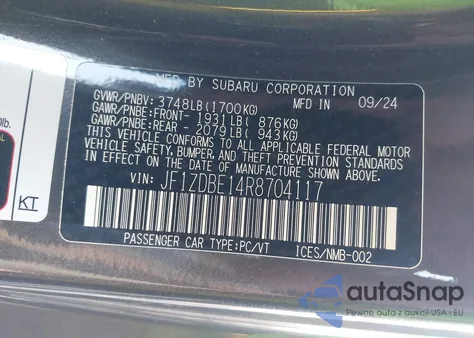 MFD BY SUBARU CORPORATION
GVWR/PNBV: 3748LB(1700KG) MFD IN 09/24
GAWR/PNBE:FRONT- 1931LB( 876KG)
GAWR/PNBE:REAR - 2079LB( 943KG)
THIS VEHICLE CONFORMS TO ALL APPLICABLE FEDERAL MOTOR
VEHICLE SAFETY, BUMPER, AND THEFT PREVENTION STANDARDS
IN EFFECT ON THE DATE OF MANUFACTURE SHOWN ABOVE.
VIN: JF1ZDBE14R8704117
PASSENGER CAR TYPE:PC/VT ICES/NMB-002
lb.
KT
autoSnap
Pewne auta z aukcji USA - EU